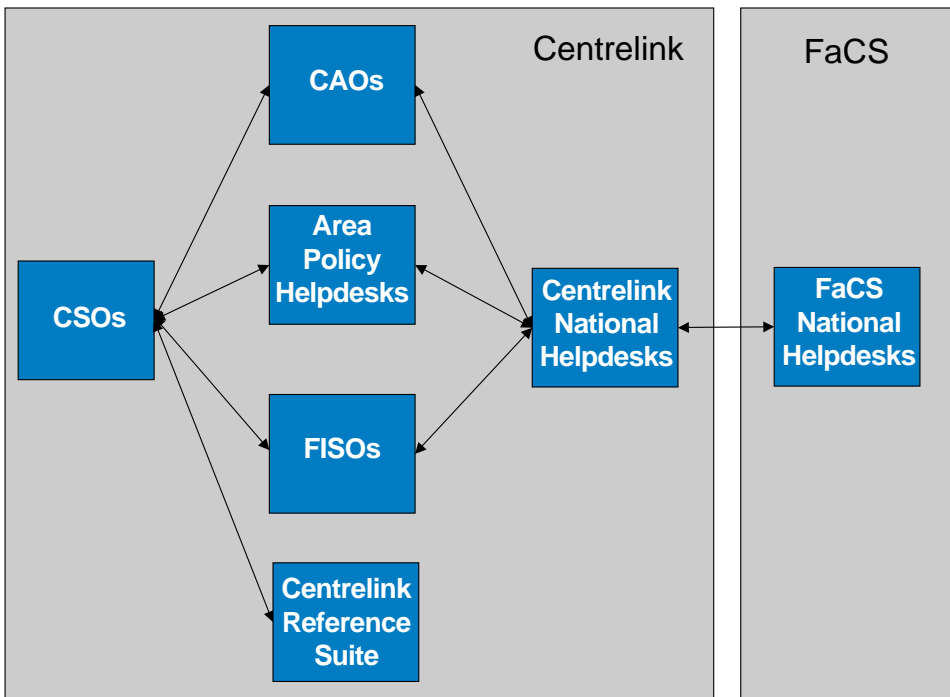 Centrelink
FaCS
CAOs
Area
Policy
Helpdesks
CSOs
Centrelink
National
Helpdesks
FaCS
National
Helpdesks
FISOs
Centrelink
Reference
Suite